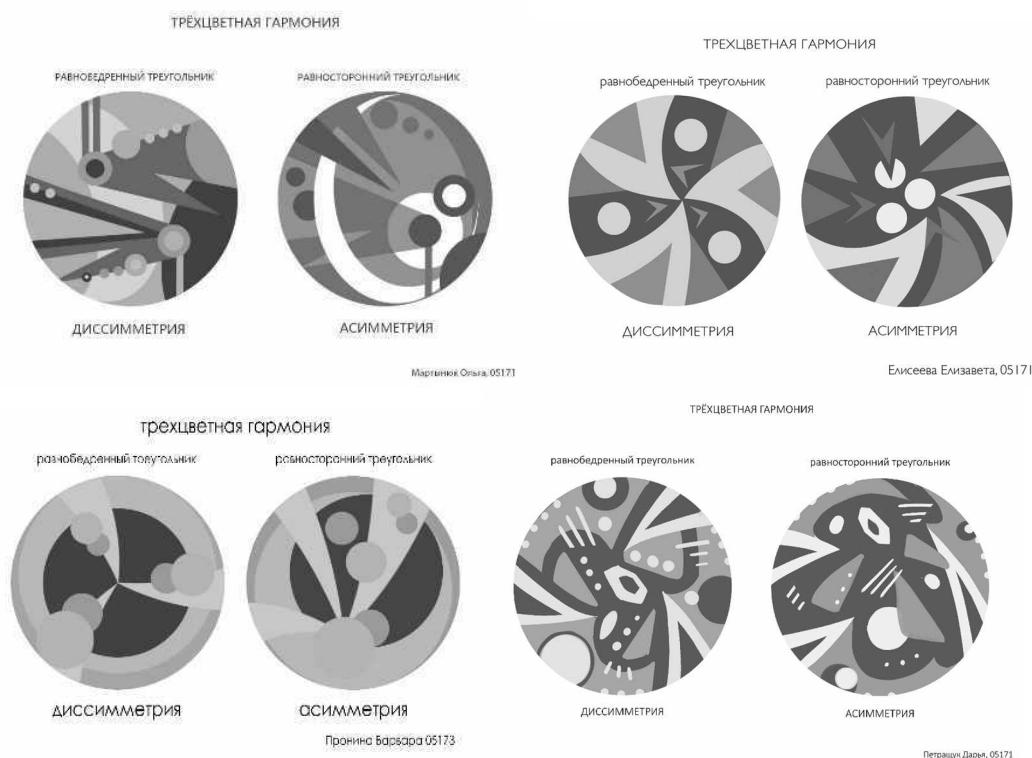 ТРЁХЦВЕТНАЯ ГАРМОНИЯ
РАВНОБЕДРЕННЫЙ ТРЕУГОЛЬНИК
РАВНОСТОРОННИЙ ТРЕУГОЛЬНИК
ДИССИММЕТРИЯ
АСИММЕТРИЯ
Мартынюк Ольга, 05171
ТРЕХЦВЕТНАЯ ГАРМОНИЯ
равнобедренный треугольник
равносторонний треугольник
ДИССИММЕТРИЯ
АСИММЕТРИЯ
Елисеева Елизавета, 05171
трехцветная гармония
равнобедренный треугольник
равносторонний треугольник
диссимметрия
асимметрия
Пронина Варвара 05173
ТРЁХЦВЕТНАЯ ГАРМОНИЯ
равнобедренный треугольник
равносторонний треугольник
ДИССИММЕТРИЯ
АСИММЕТРИЯ
Петращук Дарья, 05171